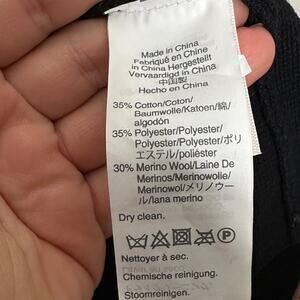 Made in China
Fabriqué en Chine
in China Hergestellt
Vervaardigd in China
中国製
Hecho en China
35% Cotton/Coton/
Baumwolle/Katoen/綿/
algodón
35% Polyester/Polyester/
Polyester/Polyester/ポリ
エステル/poliéster
30% Merino Wool/Laine De
Merinos/Merinowolle/
Merinowol/メリノウー
ル/lana merino
Dry clean.
P
Nettoyer à sec.
Chemische reinigung.
Stoomreinigen.